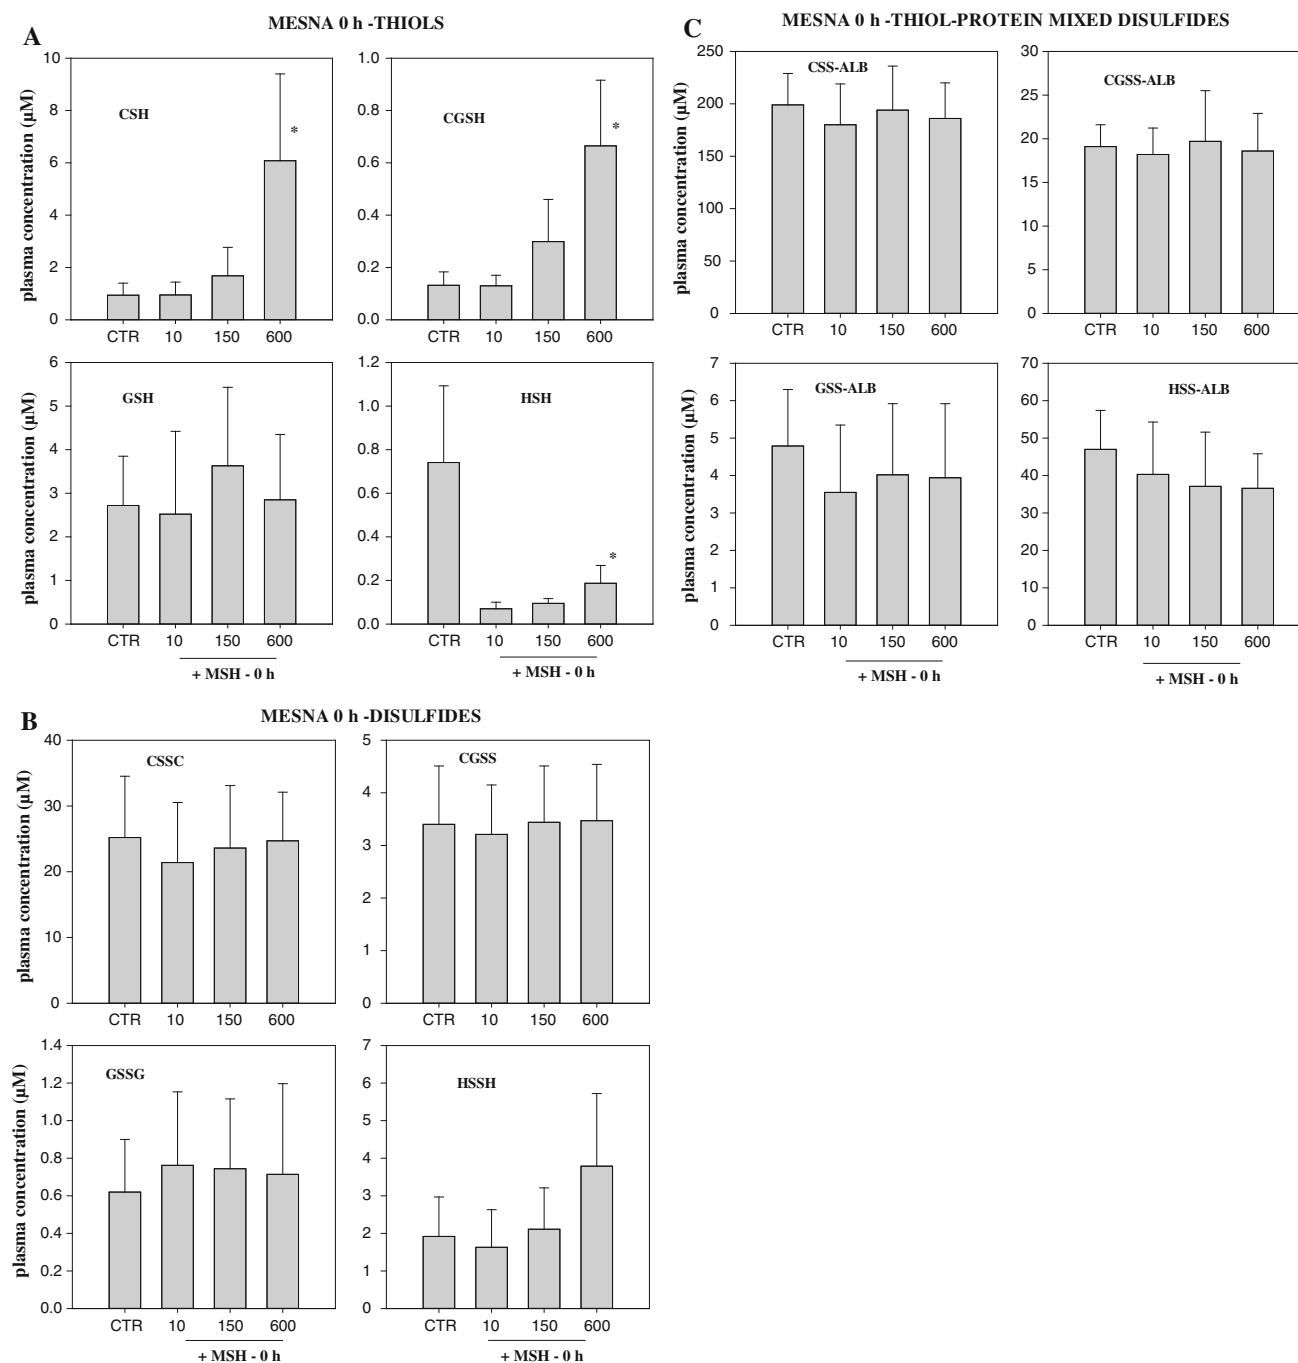 A
MESNA 0 h -THIOLS
plasma concentration (µM)
10
8
6
4
2
0
CSH
*
CTR 10 150 600
1.0
0.8
0.6
0.4
0.2
0.0
CGSH
*
CTR 10 150 600
plasma concentration (µM)
6
5
4
3
2
1
0
GSH
CTR 10 150 600
+ MSH - 0 h
1.2
1.0
0.8
0.6
0.4
0.2
0.0
HSH
*
CTR 10 150 600
+ MSH - 0 h
B
MESNA 0 h -DISULFIDES
plasma concentration (µM)
40
30
20
10
0
CSSC
CTR 10 150 600
5
4
3
2
1
0
CGSS
CTR 10 150 600
plasma concentration (µM)
1.4
1.2
1.0
0.8
0.6
0.4
0.2
0.0
GSSG
CTR 10 150 600
+ MSH - 0 h
7
6
5
4
3
2
1
0
HSSH
CTR 10 150 600
+ MSH - 0 h
C
MESNA 0 h -THIOL-PROTEIN MIXED DISULFIDES
plasma concentration (µM)
250
200
150
100
50
0
CSS-ALB
CTR 10 150 600
30
25
20
15
10
5
0
CGSS-ALB
CTR 10 150 600
plasma concentration (µM)
7
6
5
4
3
2
1
0
GSS-ALB
CTR 10 150 600
+ MSH - 0 h
70
60
50
40
30
20
10
0
HSS-ALB
CTR 10 150 600
+ MSH - 0 h